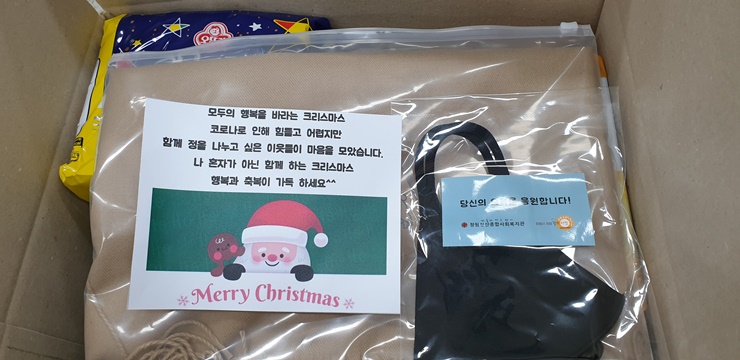 모두의 행복을 바라는 크리스마스
코로나로 인해 힘들고 어렵지만
함께 정을 나누고 싶은 이웃들이 마음을 모았습니다.
나 혼자가 아닌 함께 하는 크리스마스
행복과 축복이 가득 하세요^^
Merry Christmas
당신의 응원합니다!